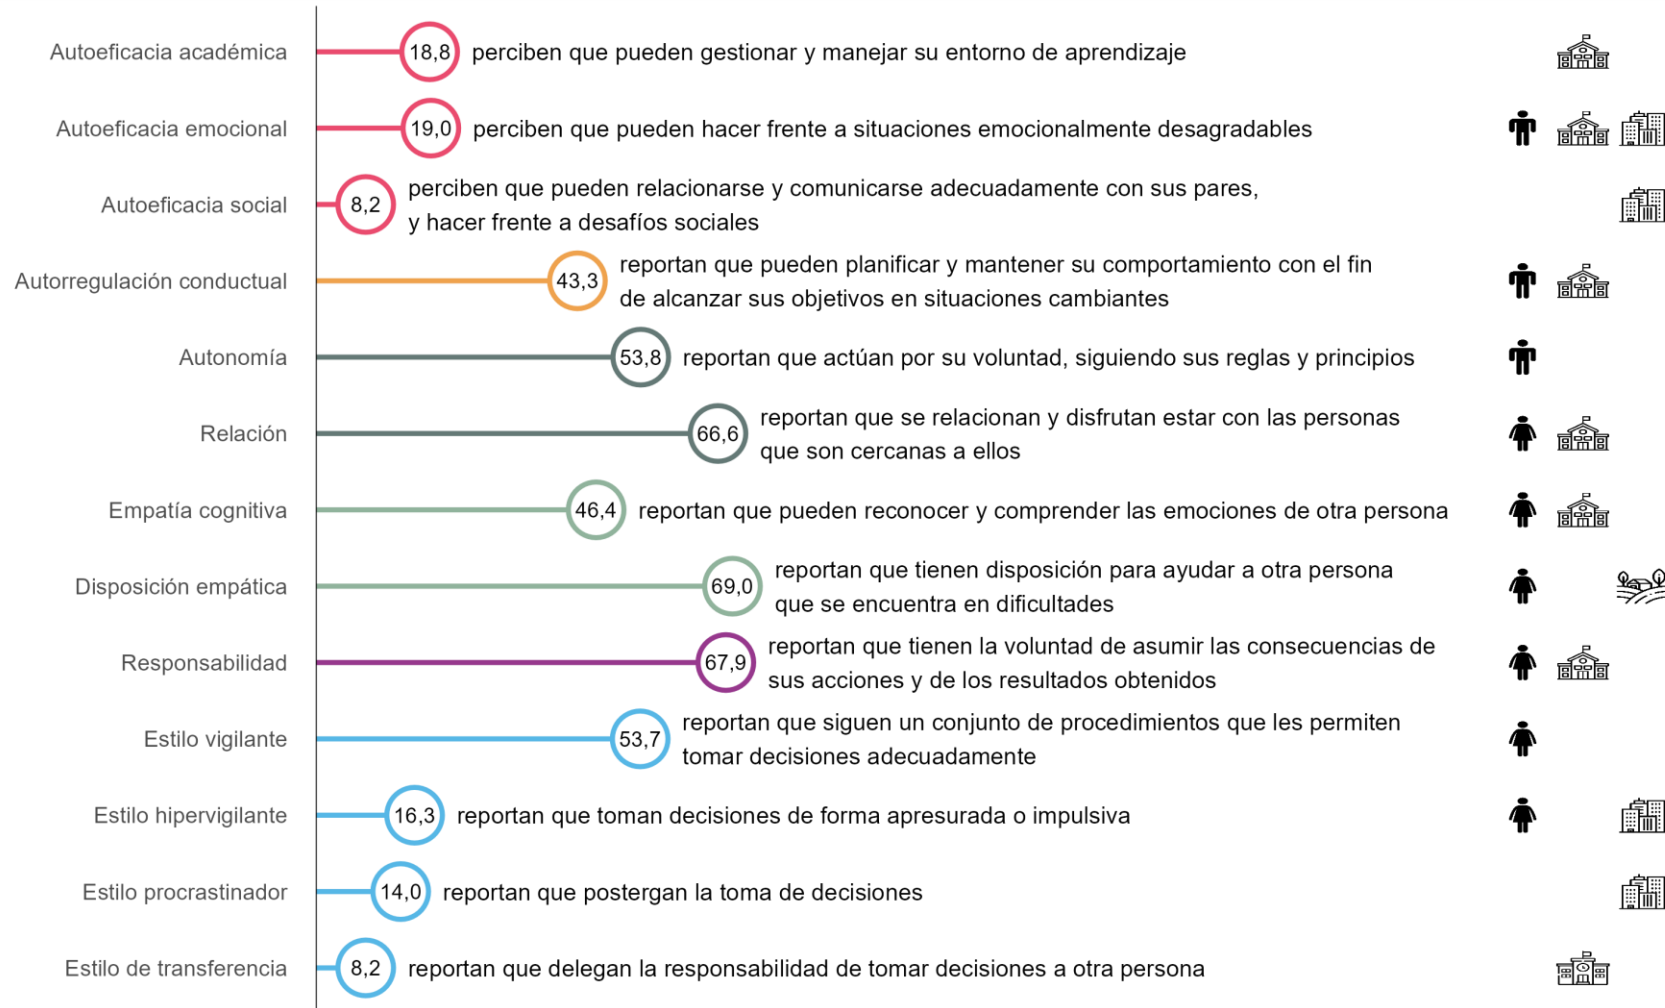 Autoeficacia académica
18,8
perciben que pueden gestionar y manejar su entorno de aprendizaje
Autoeficacia emocional
19,0
perciben que pueden hacer frente a situaciones emocionalmente desagradables
Autoeficacia social
8,2
perciben que pueden relacionarse y comunicarse adecuadamente con sus pares,
y hacer frente a desafíos sociales
Autorregulación conductual
43,3
reportan que pueden planificar y mantener su comportamiento con el fin
de alcanzar sus objetivos en situaciones cambiantes
Autonomía
53,8
reportan que actúan por su voluntad, siguiendo sus reglas y principios
Relación
66,6
reportan que se relacionan y disfrutan estar con las personas
que son cercanas a ellos
Empatía cognitiva
46,4
reportan que pueden reconocer y comprender las emociones de otra persona
Disposición empática
69,0
reportan que tienen disposición para ayudar a otra persona
que se encuentra en dificultades
Responsabilidad
67,9
reportan que tienen la voluntad de asumir las consecuencias de
sus acciones y de los resultados obtenidos
Estilo vigilante
53,7
reportan que siguen un conjunto de procedimientos que les permiten
tomar decisiones adecuadamente
Estilo hipervigilante
16,3
reportan que toman decisiones de forma apresurada o impulsiva
Estilo procrastinador
14,0
reportan que postergan la toma de decisiones
Estilo de transferencia
8,2
reportan que delegan la responsabilidad de tomar decisiones a otra persona